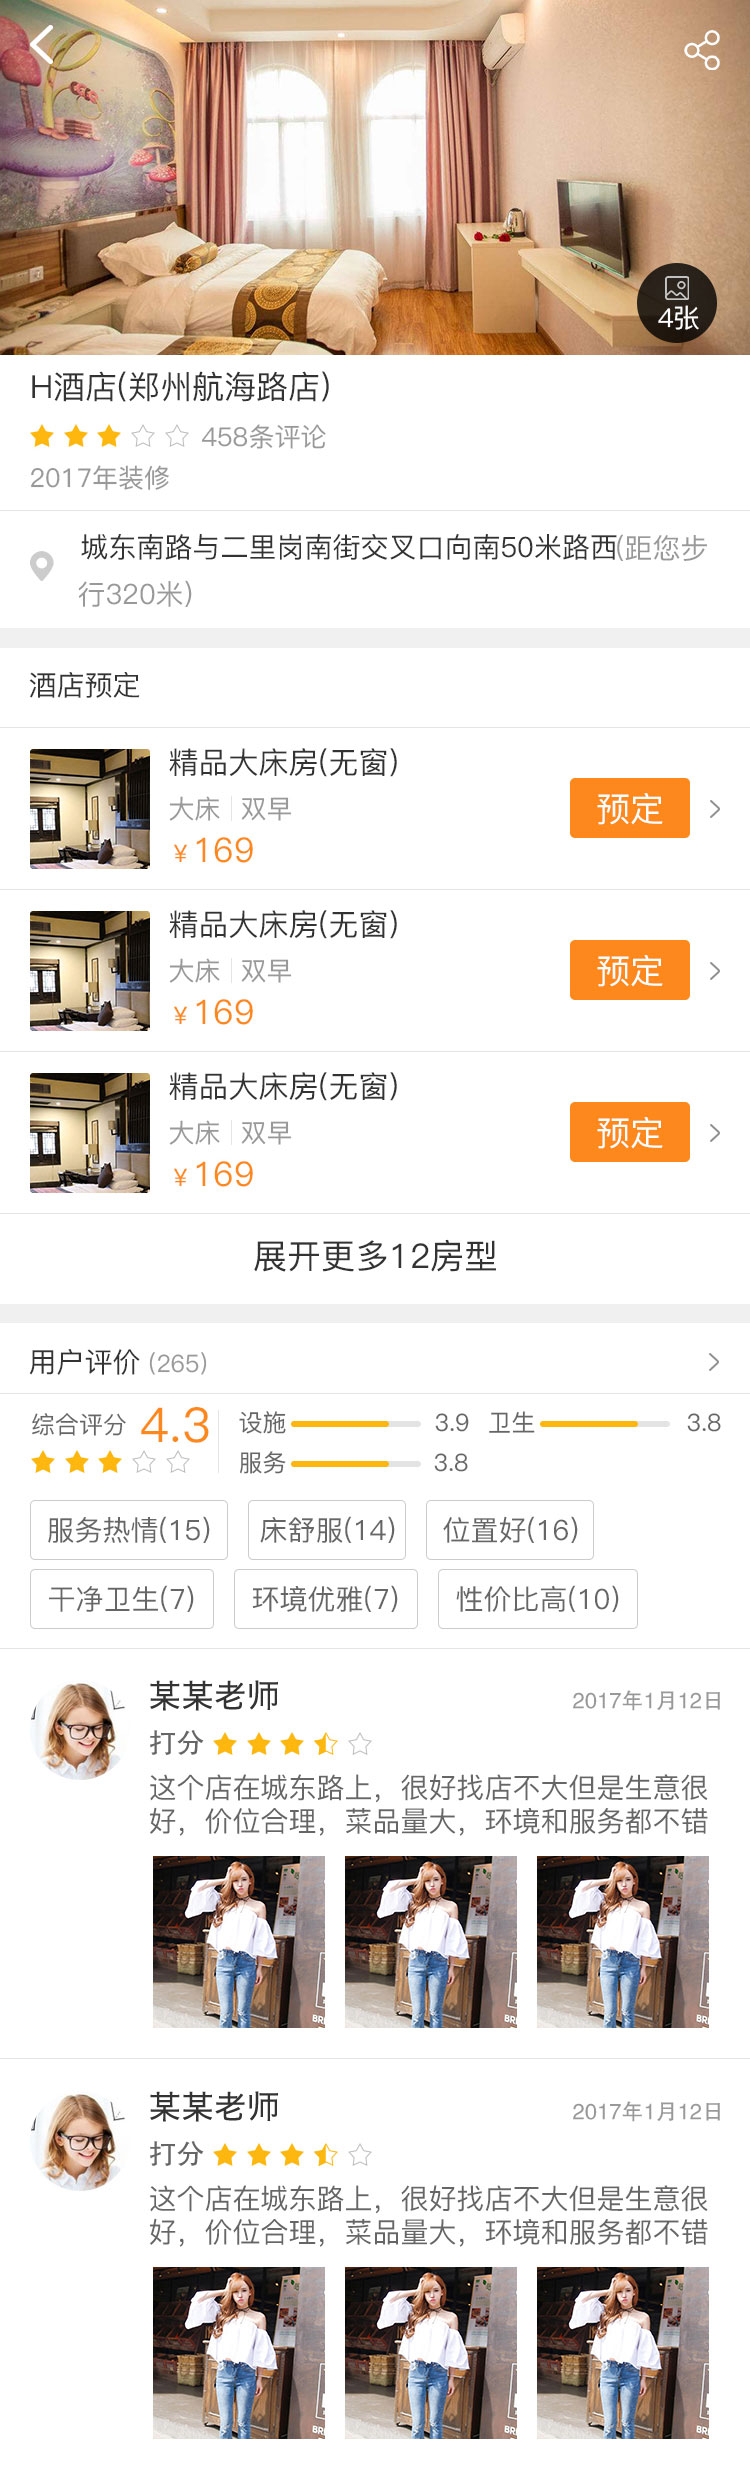 4张
H酒店(郑州航海路店)
458条评论
2017年装修
城东南路与二里岗南街交叉口向南50米路西(距您步
行320米)
酒店预定
精品大床房(无窗)
大床 双早
¥169
预定
精品大床房(无窗)
大床 双早
¥169
预定
精品大床房(无窗)
大床 双早
¥169
预定
展开更多12房型
用户评价 (265)
综合评分 4.3
设施 3.9 卫生 3.8
服务 3.8
服务热情(15) 床舒服(14) 位置好(16)
干净卫生(7) 环境优雅(7) 性价比高(10)
某某老师 2017年1月12日
打分
这个店在城东路上，很好找店不大但是生意很
好，价位合理，菜品量大，环境和服务都不错
某某老师 2017年1月12日
打分
这个店在城东路上，很好找店不大但是生意很
好，价位合理，菜品量大，环境和服务都不错